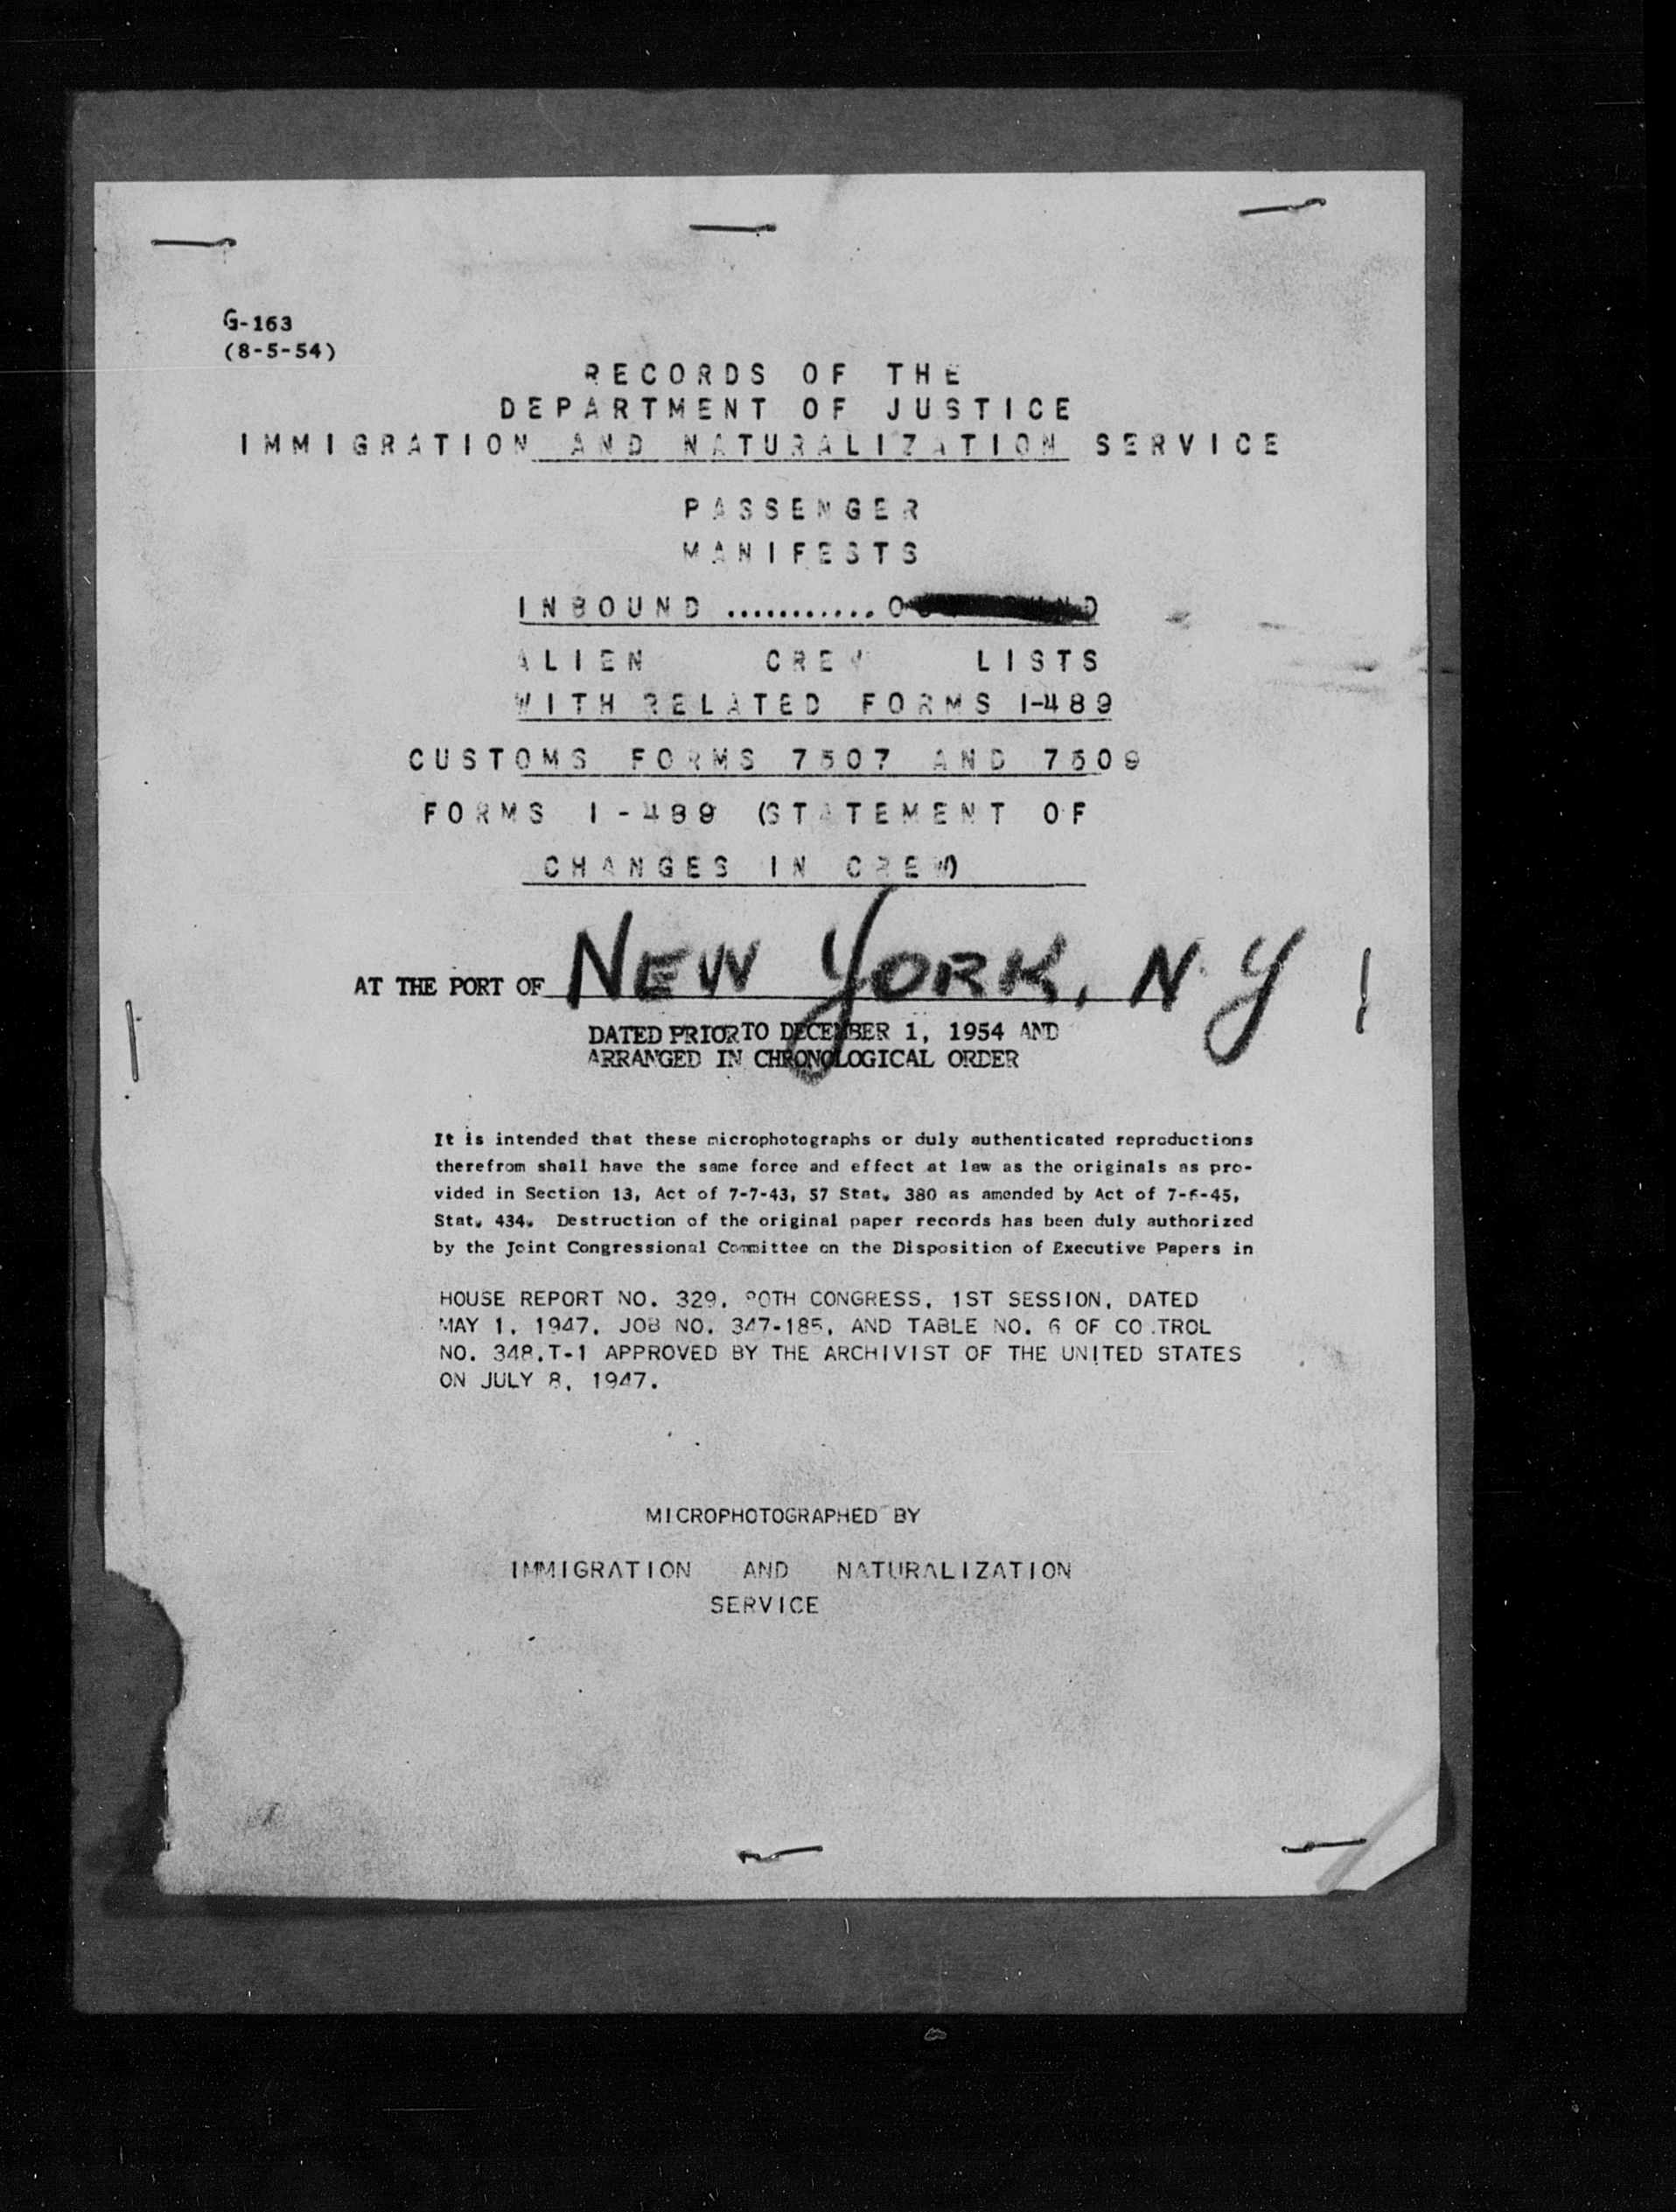 G-163
(8-5-54)
RECORDS OF THE
DEPARTMENT OF JUSTICE
IMMIGRATION AND NATURALIZATION SERVICE
PASSENGER
MANIFESTS
INBOUND ...........
ALIEN CREW LISTS
WITH RELATED FORMS I-489
CUSTOMS FORMS 7507 AND 7509
FORMS I-489 (STATEMENT OF
CHANGES IN CREW)
AT THE PORT OF NEW YORK, N.Y
DATED PRIOR TO DECEMBER 1, 1954 AND
ARRANGED IN CHRONOLOGICAL ORDER
It is intended that these microphotographs or duly authenticated reproductions
therefrom shall have the same force and effect at law as the originals as pro-
vided in Section 13, Act of 7-7-43, 57 Stat. 380 as amended by Act of 7-6-45,
Stat. 434. Destruction of the original paper records has been duly authorized
by the Joint Congressional Committee on the Disposition of Executive Papers in
HOUSE REPORT NO. 329, 80TH CONGRESS, 1ST SESSION, DATED
MAY 1, 1947, JOB NO. 347-185, AND TABLE NO. 6 OF CO TROL
NO. 348.T-1 APPROVED BY THE ARCHIVIST OF THE UNITED STATES
ON JULY 8, 1947.
MICROPHOTOGRAPHED BY
IMMIGRATION AND NATURALIZATION
SERVICE